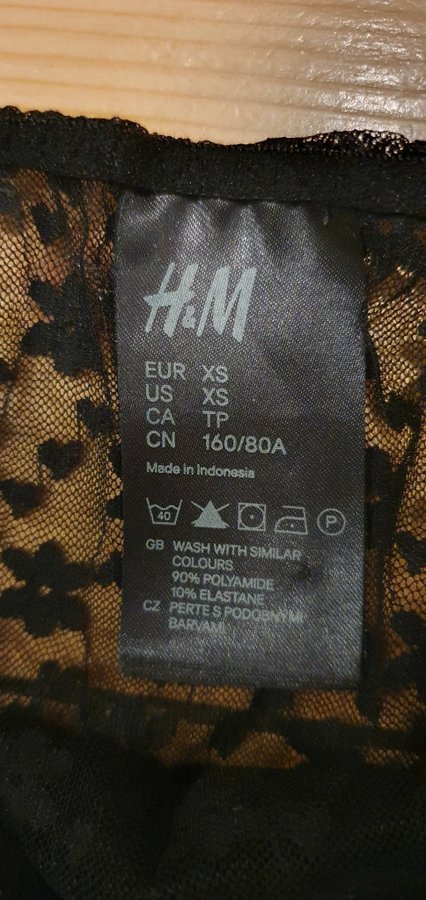 H&M
EUR XS
US XS
CA TP
CN 160/80A
Made in Indonesia
40 P
GB WASH WITH SIMILAR
COLOURS
90% POLYAMIDE
10% ELASTANE
CZ PERTE S PODOBNÝMI
BARVAMI